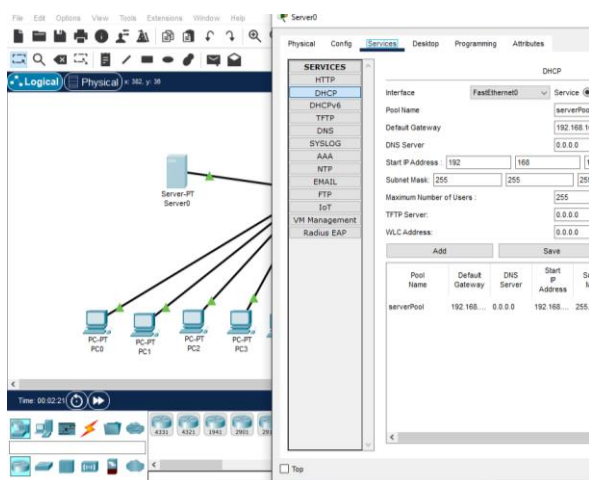 File Edit Options View Tools Extensions Window Help
Logical
Physical
x: 382, y: 38
Server-PT
Server0
PC-PT
PC0
PC-PT
PC1
PC-PT
PC2
PC-PT
PC3
Time: 00:02:21
4331 4321 1941 2901
Server0
Physical Config Services Desktop Programming Attributes
SERVICES
HTTP
DHCP
DHCPv6
TFTP
DNS
SYSLOG
AAA
NTP
EMAIL
FTP
IoT
VM Management
Radius EAP
DHCP
Interface FastEthernet0 Service
Pool Name serverPoo
Default Gateway 192.168.1
DNS Server 0.0.0
Start IP Address : 192 168
Subnet Mask: 255 255 255
Maximum Number of Users : 255
TFTP Server: 0.0.0
WLC Address: 0.0.0
Add Save
Pool Name
Default Gateway
DNS Server
Start IP Address
serverPool 192.168.... 0.0.0.0 192.168.... 255.
Top